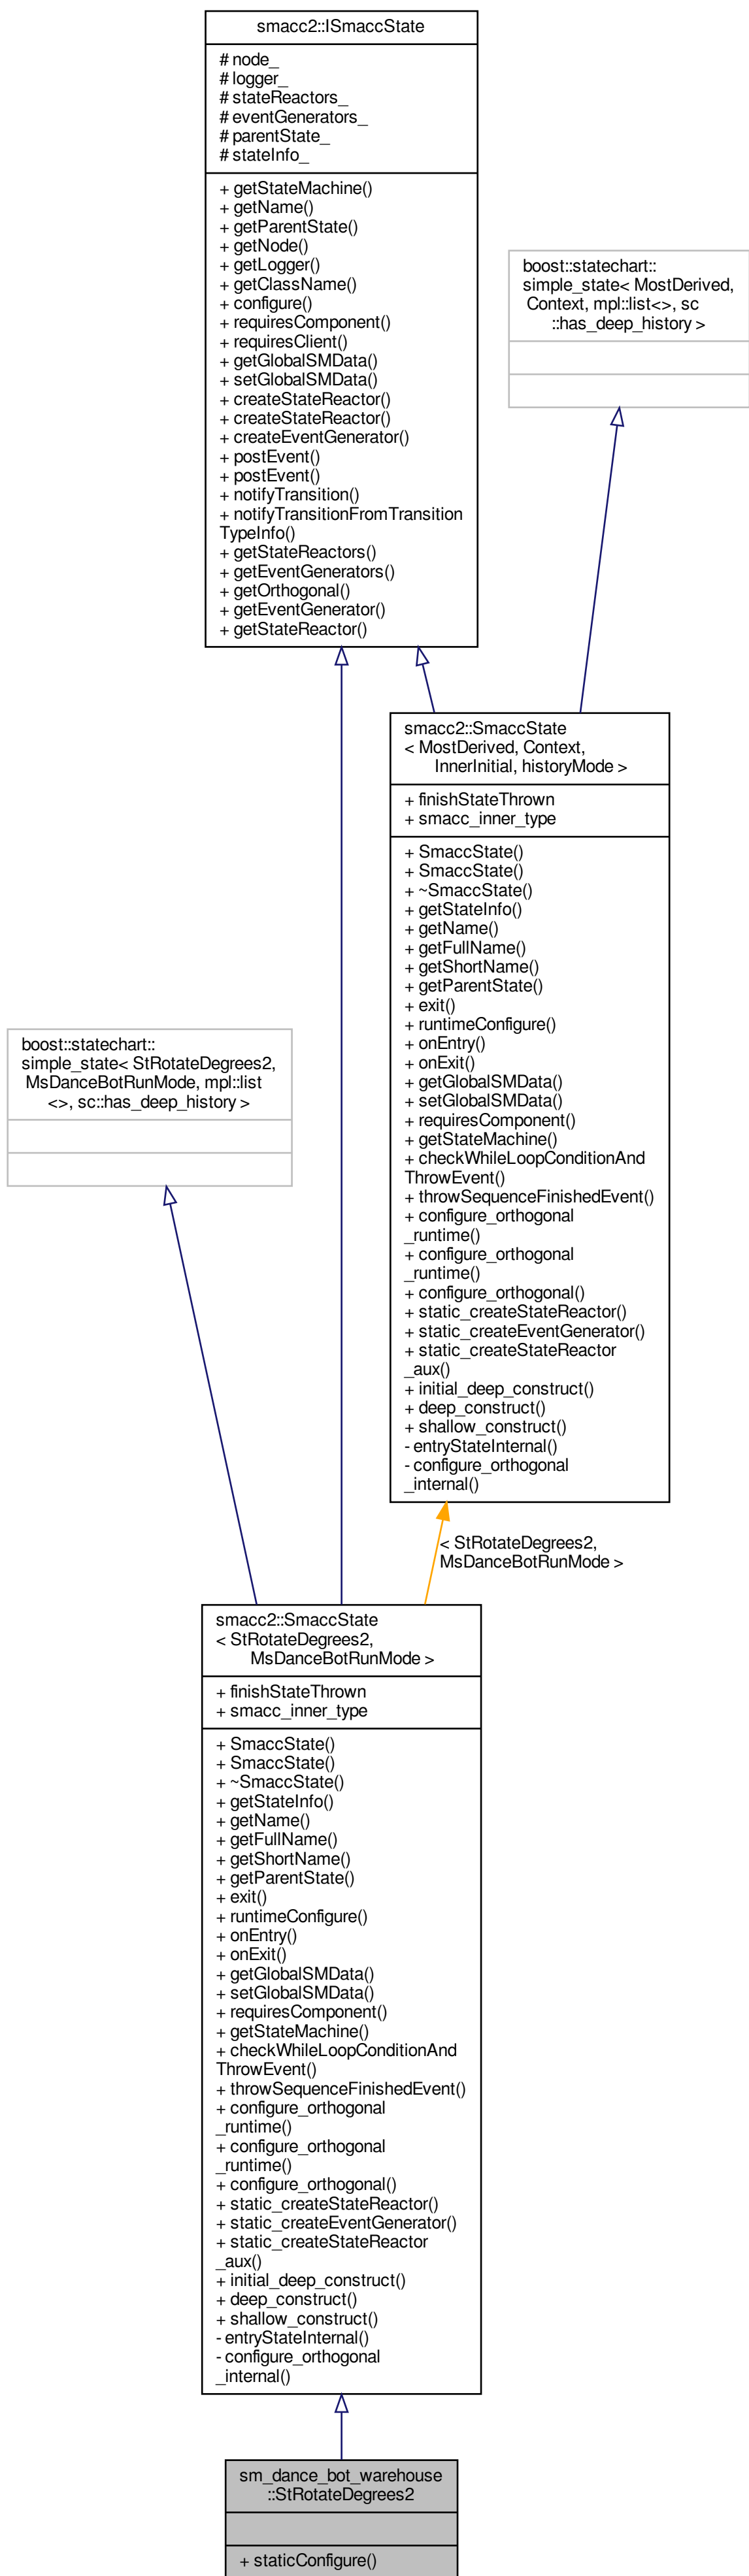 smacc2::ISmaccState
# node_
# logger_
# stateReactors_
# eventGenerators_
# parentState_
# stateInfo_
+ getStateMachine()
+ getName()
+ getParentState()
+ getNode()
+ getLogger()
+ getClassName()
+ configure()
+ requiresComponent()
+ requiresClient()
+ getGlobalSMData()
+ setGlobalSMData()
+ createStateReactor()
+ createStateReactor()
+ createEventGenerator()
+ postEvent()
+ postEvent()
+ notifyTransition()
+ notifyTransitionFromTransition
TypeInfo()
+ getStateReactors()
+ getEventGenerators()
+ getOrthogonal()
+ getEventGenerator()
+ getStateReactor()
boost::statechart::
simple_state< MostDerived,
Context, mpl::list<>, sc
::has_deep_history >
smacc2::SmaccState
< MostDerived, Context,
InnerInitial, historyMode >
+ finishStateThrown
+ smacc_inner_type
+ SmaccState()
+ SmaccState()
+ ~SmaccState()
+ getStateInfo()
+ getName()
+ getFullName()
+ getShortName()
+ getParentState()
+ exit()
+ runtimeConfigure()
+ onEntry()
+ onExit()
+ getGlobalSMData()
+ setGlobalSMData()
+ requiresComponent()
+ getStateMachine()
+ checkWhileLoopConditionAnd
ThrowEvent()
+ throwSequenceFinishedEvent()
+ configure_orthogonal
_runtime()
+ configure_orthogonal
_runtime()
+ configure_orthogonal()
+ static_createStateReactor()
+ static_createEventGenerator()
+ static_createStateReactor
_aux()
+ initial_deep_construct()
+ deep_construct()
+ shallow_construct()
- entryStateInternal()
- configure_orthogonal
_internal()
boost::statechart::
simple_state< StRotateDegrees2,
MsDanceBotRunMode, mpl::list
<>, sc::has_deep_history >
< StRotateDegrees2,
MsDanceBotRunMode >
smacc2::SmaccState
< StRotateDegrees2,
MsDanceBotRunMode >
+ finishStateThrown
+ smacc_inner_type
+ SmaccState()
+ SmaccState()
+ ~SmaccState()
+ getStateInfo()
+ getName()
+ getFullName()
+ getShortName()
+ getParentState()
+ exit()
+ runtimeConfigure()
+ onEntry()
+ onExit()
+ getGlobalSMData()
+ setGlobalSMData()
+ requiresComponent()
+ getStateMachine()
+ checkWhileLoopConditionAnd
ThrowEvent()
+ throwSequenceFinishedEvent()
+ configure_orthogonal
_runtime()
+ configure_orthogonal
_runtime()
+ configure_orthogonal()
+ static_createStateReactor()
+ static_createEventGenerator()
+ static_createStateReactor
_aux()
+ initial_deep_construct()
+ deep_construct()
+ shallow_construct()
- entryStateInternal()
- configure_orthogonal
_internal()
sm_dance_bot_warehouse
::StRotateDegrees2
+ staticConfigure()